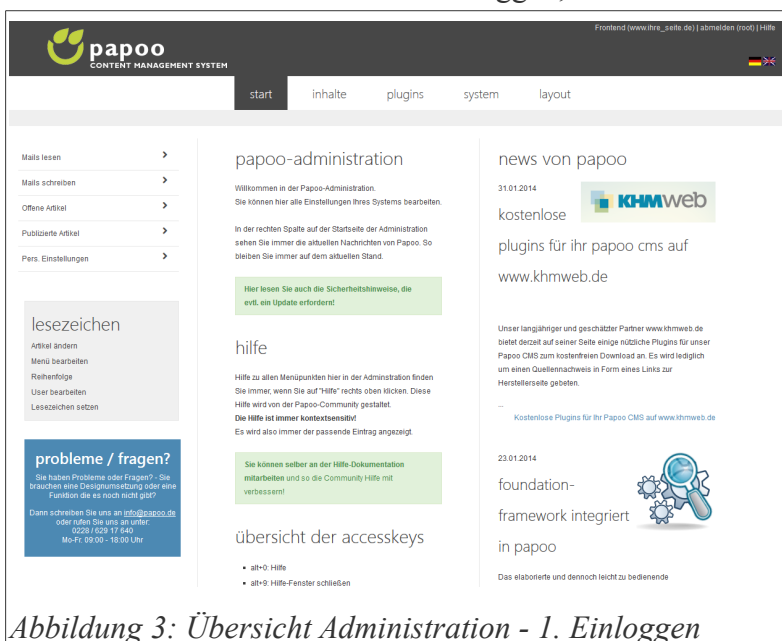 Frontend (www.ihre_seite.de) | abmelden (root) | Hilfe
papoo
CONTENT MANAGEMENT SYSTEM
start inhalte plugins system layout
Mails lesen
Mails schreiben
Offene Artikel
Publizierte Artikel
Pers. Einstellungen
lesezeichen
Artikel ändern
Menü bearbeiten
Reihenfolge
User bearbeiten
Lesezeichen setzen
probleme / fragen?
Sie haben Probleme oder Fragen? - Sie
brauchen eine Designumsetzung oder eine
Funktion die es noch nicht gibt?
Dann schreiben Sie uns an info@papoo.de
oder rufen Sie uns an unter:
0228 / 629 17 640
Mo-Fr. 09:00 - 18:00 Uhr
papoo-administration
Willkommen in der Papoo-Administration.
Sie können hier alle Einstellungen Ihres Systems bearbeiten.
In der rechten Spalte auf der Startseite der Administration
sehen Sie immer die aktuellen Nachrichten von Papoo. So
bleiben Sie immer auf dem aktuellen Stand.
Hier lesen Sie auch die Sicherheitshinweise, die
evtl. ein Update erfordern!
hilfe
Hilfe zu allen Menüpunkten hier in der Adminstration finden
Sie immer, wenn Sie auf "Hilfe" rechts oben klicken. Diese
Hilfe wird von der Papoo-Community gestaltet.
Die Hilfe ist immer kontextsensitiv!
Es wird also immer der passende Eintrag angezeigt.
Sie können selber an der Hilfe-Dokumentation
mitarbeiten und so die Community Hilfe mit
verbessern!
übersicht der accesskeys
alt+0: Hilfe
alt+9: Hilfe-Fenster schließen
news von papoo
31.01.2014
KHMweb
kostenlose
plugins für ihr papoo cms auf
www.khmweb.de
Unser langjähriger und geschätzter Partner www.khmweb.de
bietet derzeit auf seiner Seite einige nützliche Plugins für unser
Papoo CMS zum kostenfreien Download an. Es wird lediglich
um einen Quellennachweis in Form eines Links zur
Herstellerseite gebeten.
...
Kostenlose Plugins für Ihr Papoo CMS auf www.khmweb.de
23.01.2014
foundation-
framework integriert
in papoo
Das elaborierte und dennoch leicht zu bedienende
Abbildung 3: Übersicht Administration - 1. Einloggen